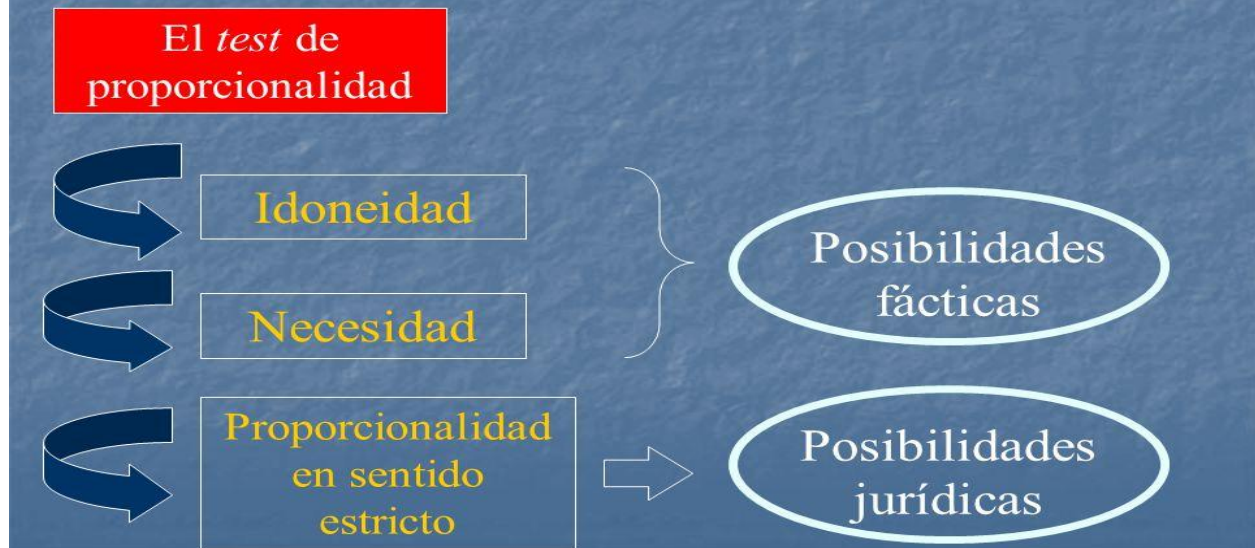 El test de
proporcionalidad
Idoneidad
Necesidad
Posibilidades
fácticas
Proporcionalidad
en sentido
estricto
Posibilidades
jurídicas